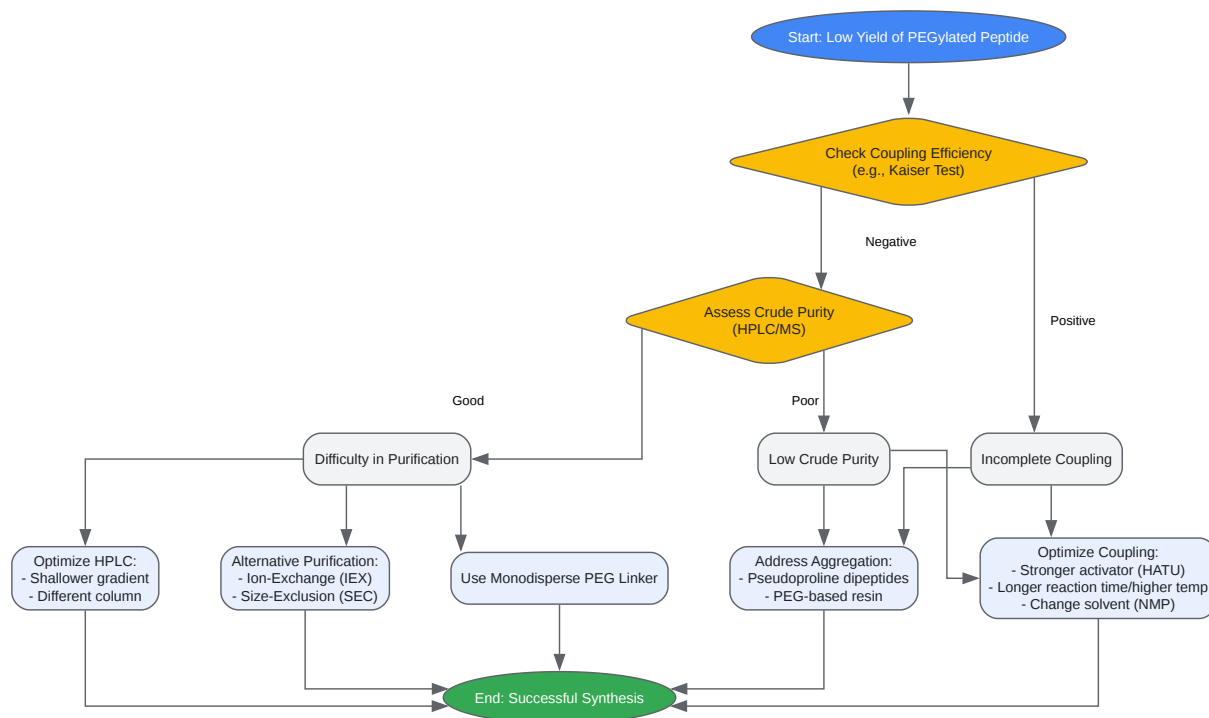 Start: Low Yield of PEGylated Peptide
Check Coupling Efficiency
(e.g., Kaiser Test)
Negative
Assess Crude Purity
(HPLC/MS)
Positive
Good
Poor
Difficulty in Purification
Low Crude Purity
Incomplete Coupling
Optimize HPLC:
- Shallower gradient
- Different column
Alternative Purification:
- Ion-Exchange (IEX)
- Size-Exclusion (SEC)
Use Monodisperse PEG Linker
Address Aggregation:
- Pseudoproline dipeptides
- PEG-based resin
Optimize Coupling:
- Stronger activator (HATU)
- Longer reaction time/higher temp
- Change solvent (NMP)
End: Successful Synthesis